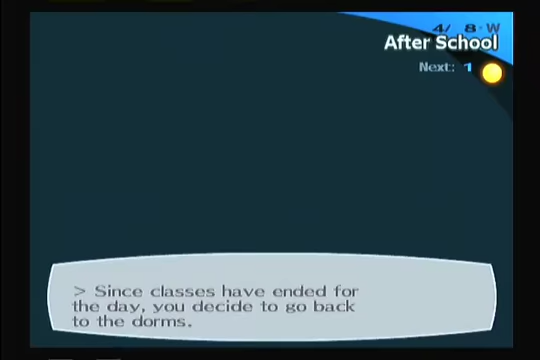 4/ 8·W
After School
Next: 1
> Since classes have ended for
the day, you decide to go back
to the dorms.